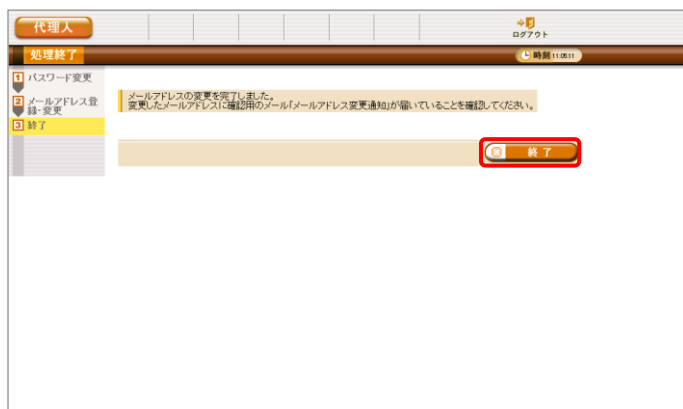 代理人
ログアウト
処理終了
時刻 11:05:11
1 パスワード変更
2 メールアドレス登
録・変更
3 終了
メールアドレスの変更を完了しました。
変更したメールアドレスに確認用のメール「メールアドレス変更通知」が届いていることを確認してください。
終 了